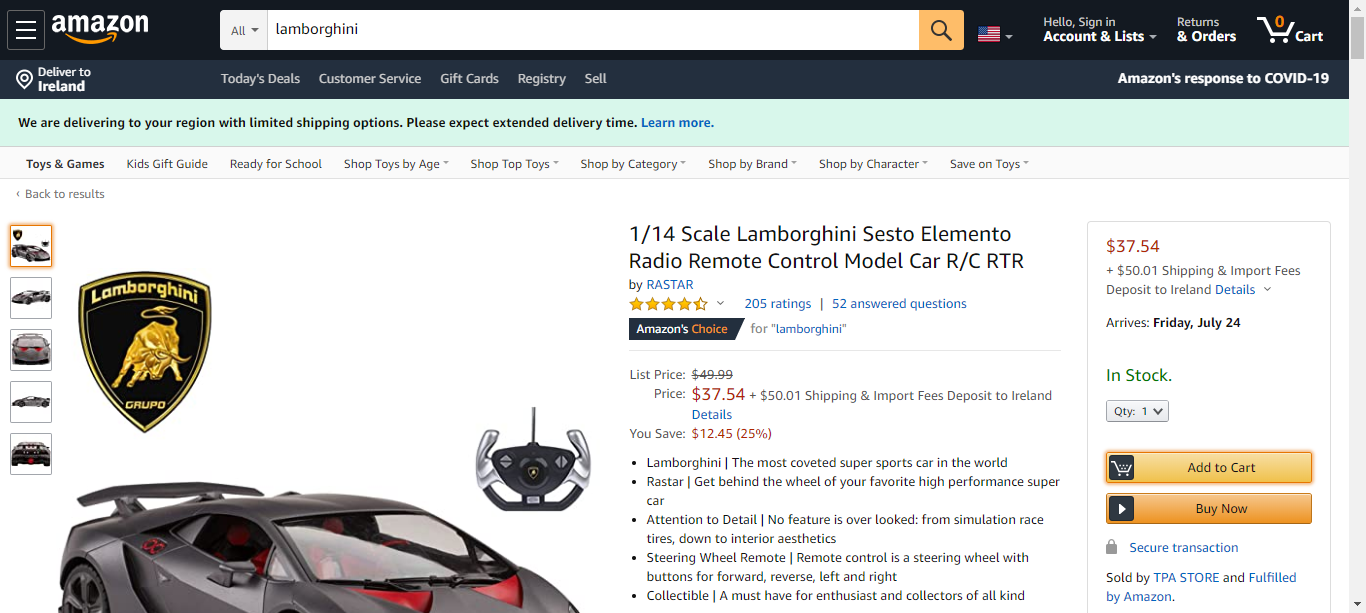 amazon
All
lamborghini
Hello, Sign in
Account & Lists
Returns
& Orders
0
Cart
Deliver to
Ireland
Today's Deals
Customer Service
Gift Cards
Registry
Sell
Amazon's response to COVID-19
We are delivering to your region with limited shipping options. Please expect extended delivery time. Learn more.
Toys & Games
Kids Gift Guide
Ready for School
Shop Toys by Age
Shop Top Toys
Shop by Category
Shop by Brand
Shop by Character
Save on Toys
‹ Back to results
Lamborghini
GRUPO
1/14 Scale Lamborghini Sesto Elemento
Radio Remote Control Model Car R/C RTR
by RASTAR
205 ratings | 52 answered questions
Amazon's Choice for "lamborghini"
List Price: $49.99
Price: $37.54 + $50.01 Shipping & Import Fees Deposit to Ireland
Details
You Save: $12.45 (25%)
• Lamborghini | The most coveted super sports car in the world
• Rastar | Get behind the wheel of your favorite high performance super
car
• Attention to Detail | No feature is over looked: from simulation race
tires, down to interior aesthetics
• Steering Wheel Remote | Remote control is a steering wheel with
buttons for forward, reverse, left and right
• Collectible | A must have for enthusiast and collectors of all kind
$37.54
+ $50.01 Shipping & Import Fees
Deposit to Ireland Details
Arrives: Friday, July 24
In Stock.
Qty: 1
Add to Cart
Buy Now
Secure transaction
Sold by TPA STORE and Fulfilled
by Amazon.